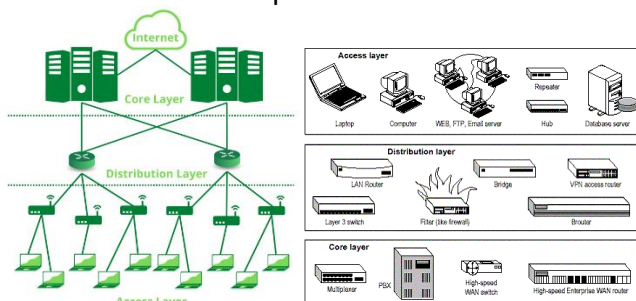 Internet
Core Layer
Distribution Layer
Access Layer
Access layer
Repeater
Laptop
Computer
WEB, FTP, Email server
Hub
Database server
Distribution layer
LAN Router
Bridge
VPN access router
Layer 3 switch
Filter (like firewall)
Brouter
Core layer
Multiplexer
PBX
High-speed
WAN switch
High-speed Enterprise WAN router